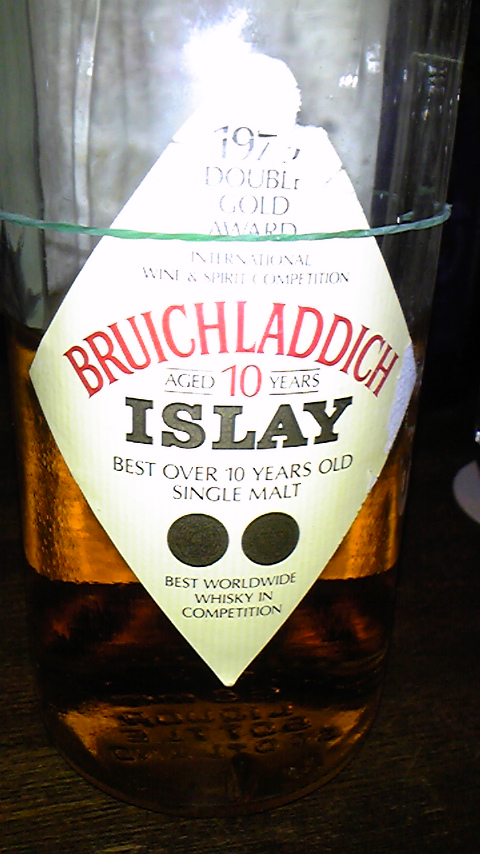 DOUBLE
GOLD
AWARD
INTERNATIONAL
WINE & SPIRIT COMPETITION
BRUICHLADDICH
AGED 10 YEARS
ISLAY
BEST OVER 10 YEARS OLD
SINGLE MALT
BEST WORLDWIDE
WHISKY IN
COMPETITION